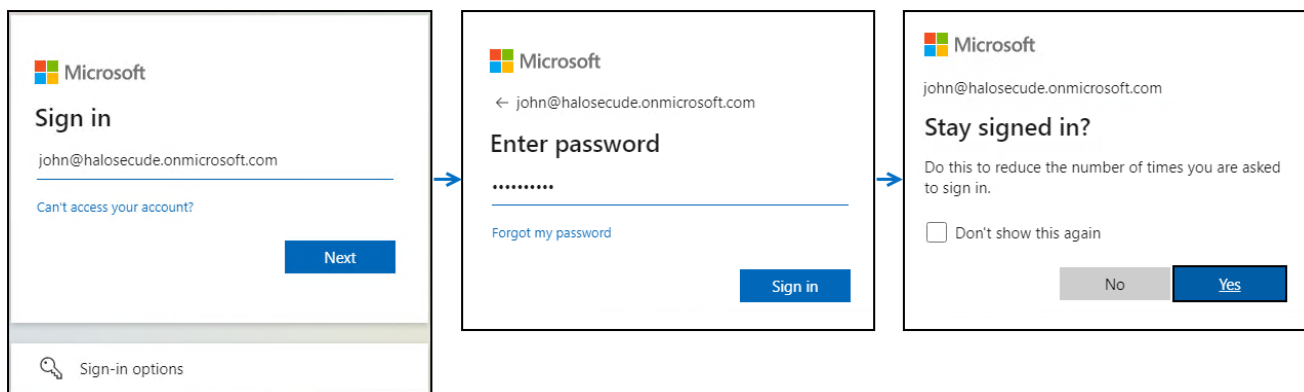 Microsoft
Sign in
john@halosecude.onmicrosoft.com
Can't access your account?
Next
Sign-in options
Microsoft
← john@halosecude.onmicrosoft.com
Enter password
••••••••••
Forgot my password
Sign in
Microsoft
john@halosecude.onmicrosoft.com
Stay signed in?
Do this to reduce the number of times you are asked
to sign in.
Don't show this again
No
Yes